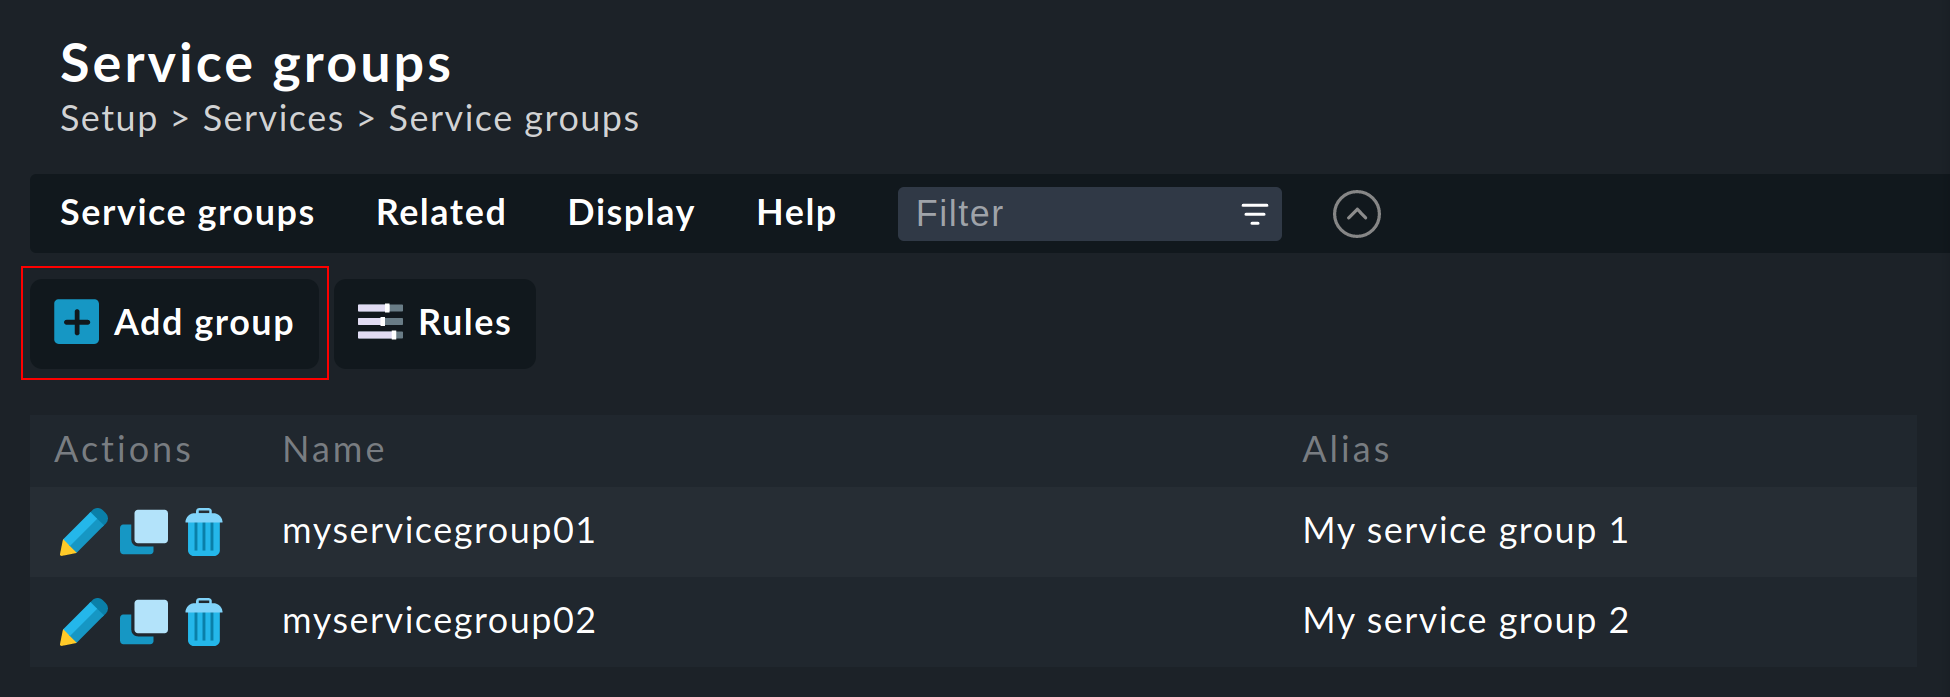 Service groups
Setup > Services > Service groups
Service groups Related Display Help Filter
Add group Rules
Actions Name Alias
myservicegroup01 My service group 1
myservicegroup02 My service group 2